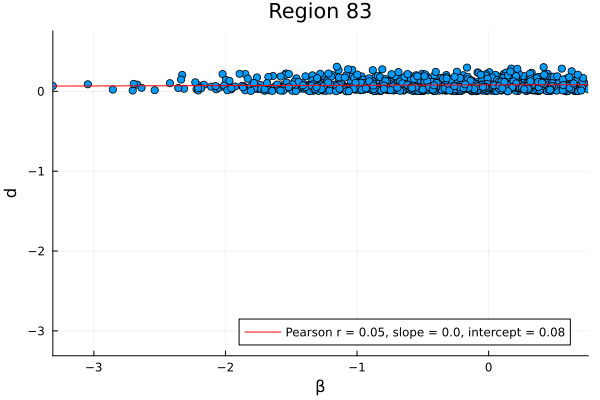 Region 83
0
−1
−2
−3
d
Pearson r = 0.05, slope = 0.0, intercept = 0.08
−3
−2
−1
0
β